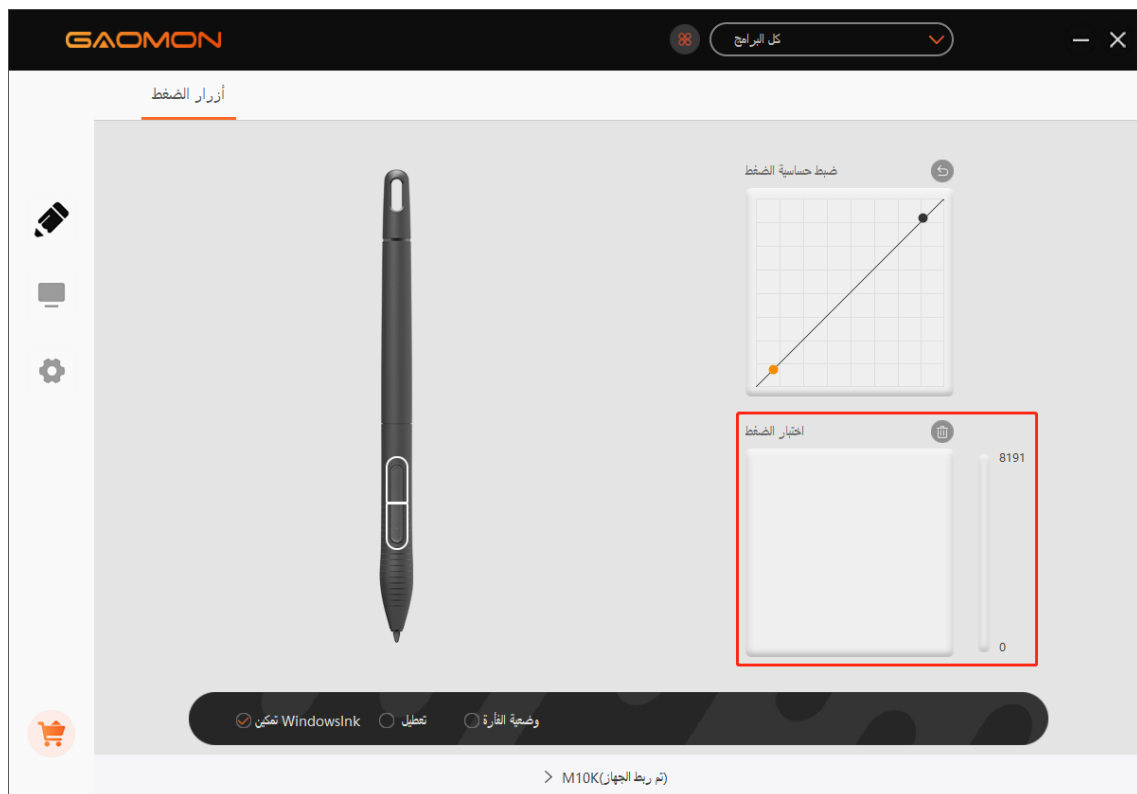 GAOMON
كل البرامج
أزرار الضغط
ضبط حساسية الضغط
اختبار الضغط
8191
0
تمكين WindowsInk
تعطيل
وضعية الفأرة
M10K(تم ربط الجهاز)